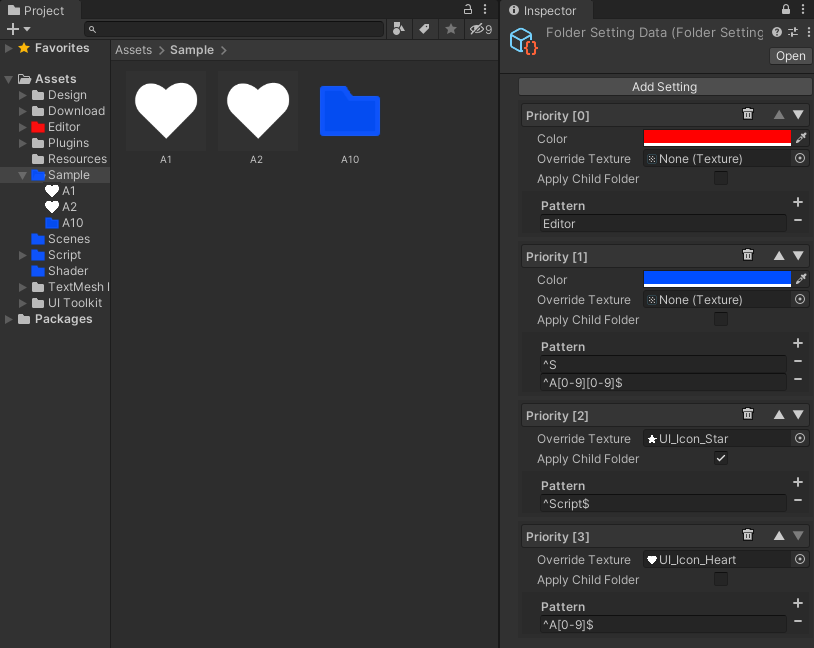 Project
9
Favorites
Assets
Design
Download
Editor
Plugins
Resources
Sample
A1
A2
A10
Scenes
Script
Shader
TextMesh
UI Toolkit
Packages
Assets > Sample >
A1
A2
A10
Inspector
Folder Setting Data (Folder Setting
Open
Add Setting
Priority [0]
Color
Override Texture None (Texture)
Apply Child Folder
Pattern
Editor
Priority [1]
Color
Override Texture None (Texture)
Apply Child Folder
Pattern
^S
^A[0-9][0-9]$
Priority [2]
Override Texture UI_Icon_Star
Apply Child Folder
Pattern
^Script$
Priority [3]
Override Texture UI_Icon_Heart
Apply Child Folder
Pattern
^A[0-9]$